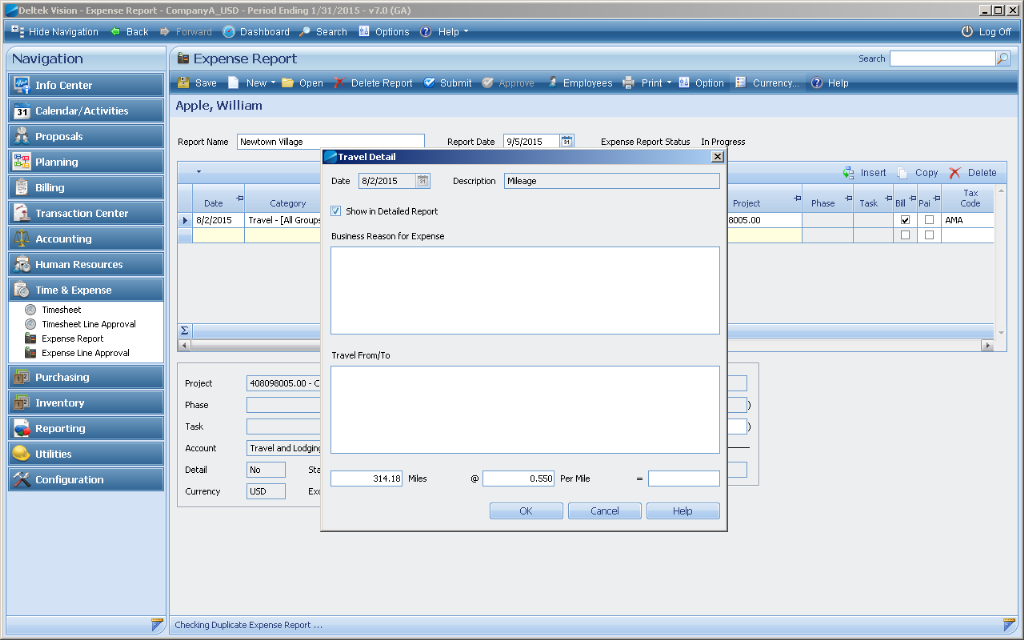 Deltek Vision - Expense Report - CompanyA_USD - Period Ending 1/31/2015 - v7.0 (GA)
Hide Navigation Back Forward Dashboard Search Options Help Log Off
Navigation
Info Center
31 Calendar/Activities
Proposals
Planning
Billing
Transaction Center
Accounting
Human Resources
Time & Expense
Timesheet
Timesheet Line Approval
Expense Report
Expense Line Approval
Purchasing
Inventory
Reporting
Utilities
Configuration
Expense Report
Search
Save New Open Delete Report Submit Approve Employees Print Option Currency... Help
Apple, William
Report Name Newtown Village Report Date 9/5/2015 Expense Report Status In Progress
Insert Copy Delete
Date Category Project Phase Task Bill Pai Tax Code
8/2/2015 Travel - [All Groups 8005.00 AMA
Σ
Project 408098005.00 - C
Phase )
Task )
Account Travel and Lodging
Detail No Sta
Currency USD Exc
Travel Detail
Date 8/2/2015 Description Mileage
Show in Detailed Report
Business Reason for Expense
Travel From/To
314.18 Miles @ 0.550 Per Mile =
OK Cancel Help
Checking Duplicate Expense Report ...